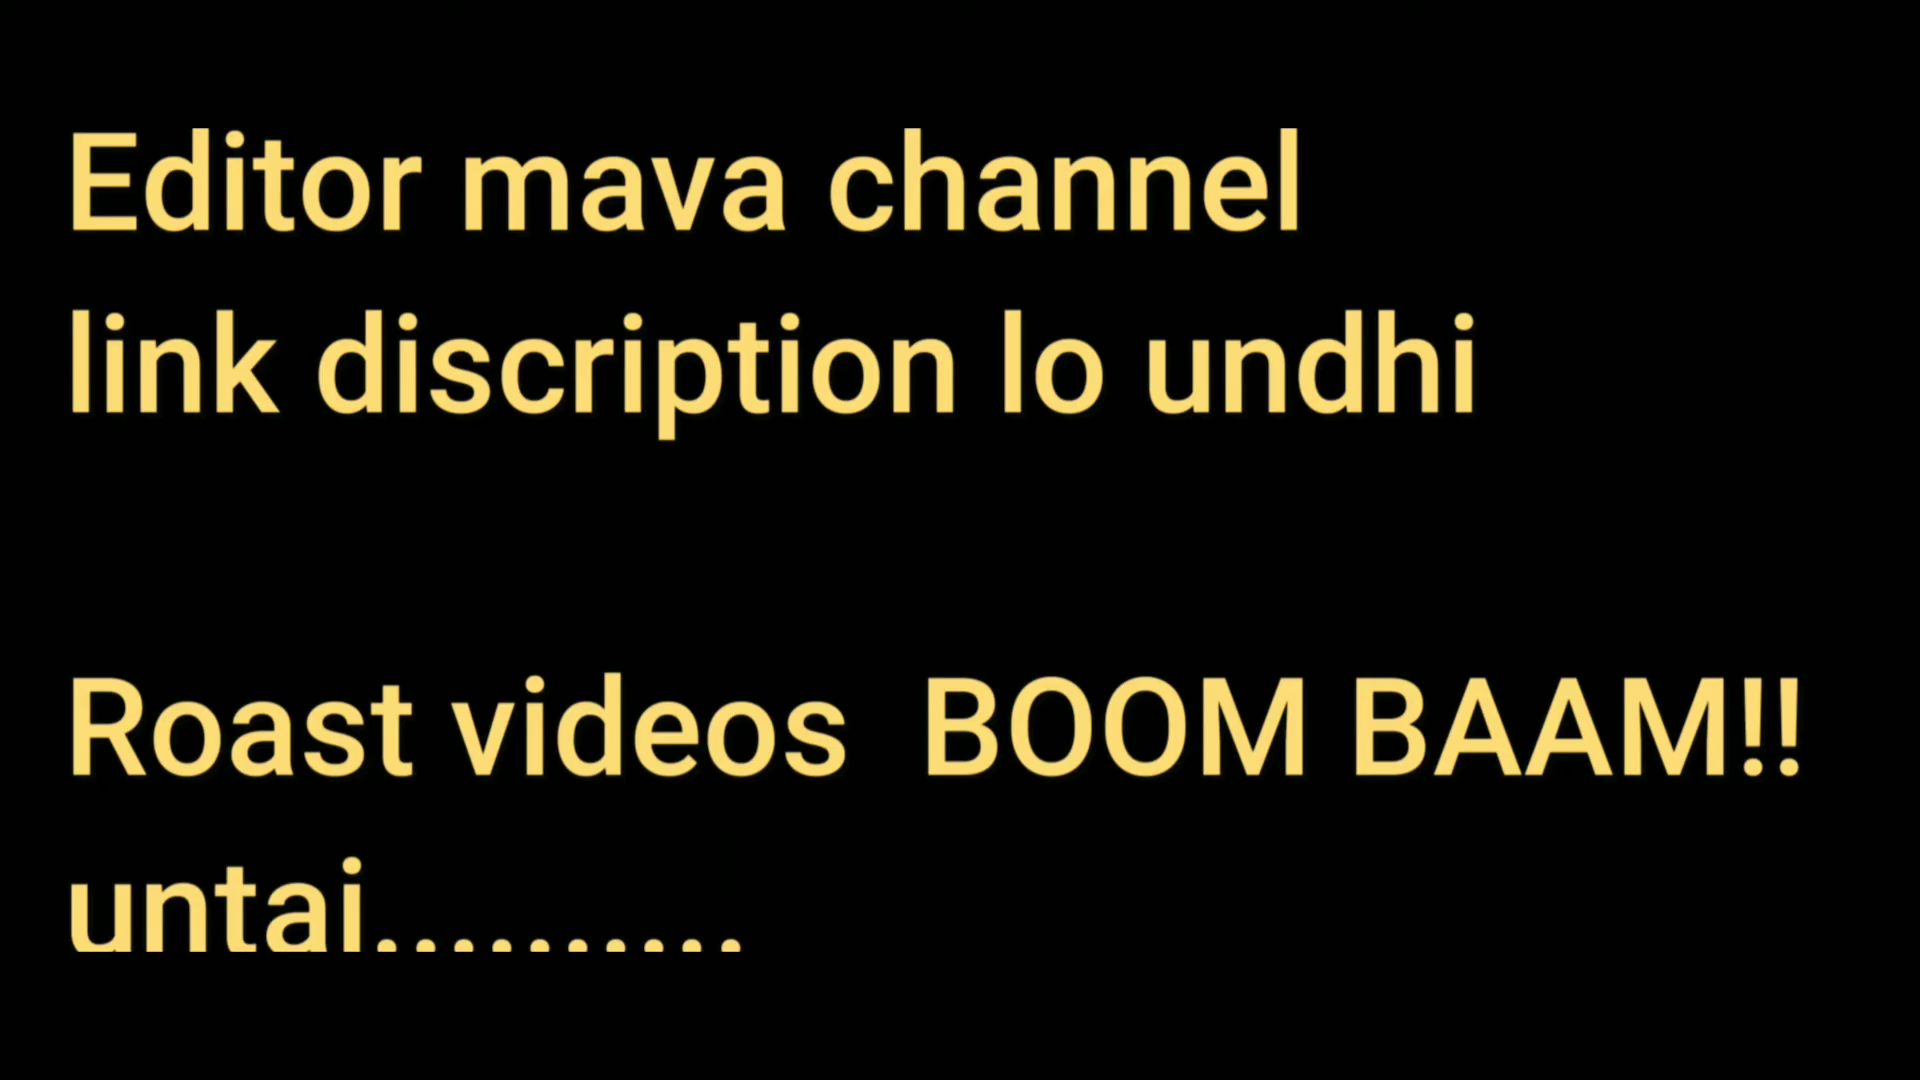 Editor mava channel
link discription lo undhi
Roast videos  BOOM BAAM!!
untai..........